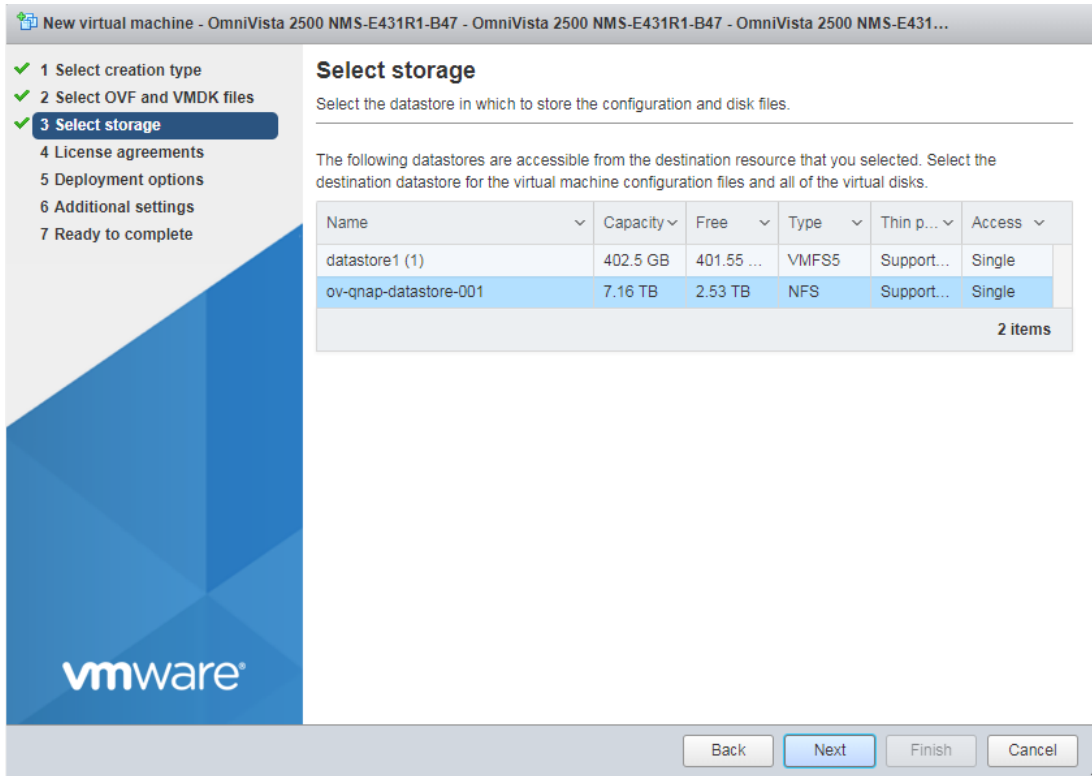 New virtual machine - OmniVista 2500 NMS-E431R1-B47 - OmniVista 2500 NMS-E431R1-B47 - OmniVista 2500 NMS-E431...
1 Select creation type
2 Select OVF and VMDK files
3 Select storage
4 License agreements
5 Deployment options
6 Additional settings
7 Ready to complete
Select storage
Select the datastore in which to store the configuration and disk files.
The following datastores are accessible from the destination resource that you selected. Select the
destination datastore for the virtual machine configuration files and all of the virtual disks.
Name Capacity Free Type Thin p... Access
datastore1 (1) 402.5 GB 401.55 ... VMFS5 Support... Single
ov-qnap-datastore-001 7.16 TB 2.53 TB NFS Support... Single
2 items
vmware®
Back Next Finish Cancel